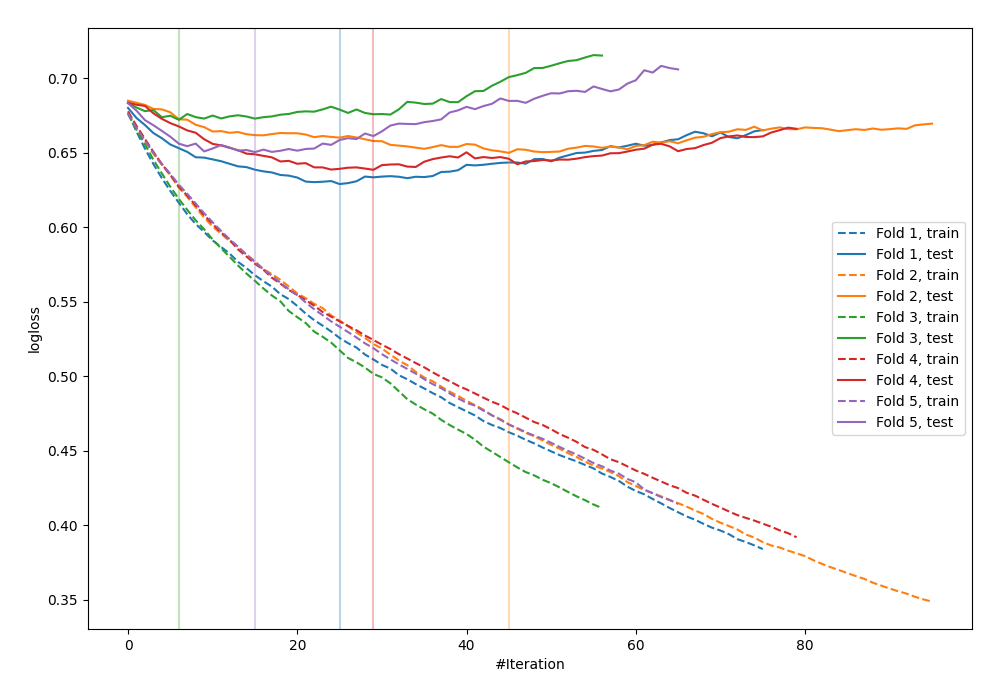 0.70
0.65
0.60
0.55
0.50
0.45
0.40
0.35
logloss
0 20 40 60 80
#Iteration
Fold 1, train
Fold 1, test
Fold 2, train
Fold 2, test
Fold 3, train
Fold 3, test
Fold 4, train
Fold 4, test
Fold 5, train
Fold 5, test